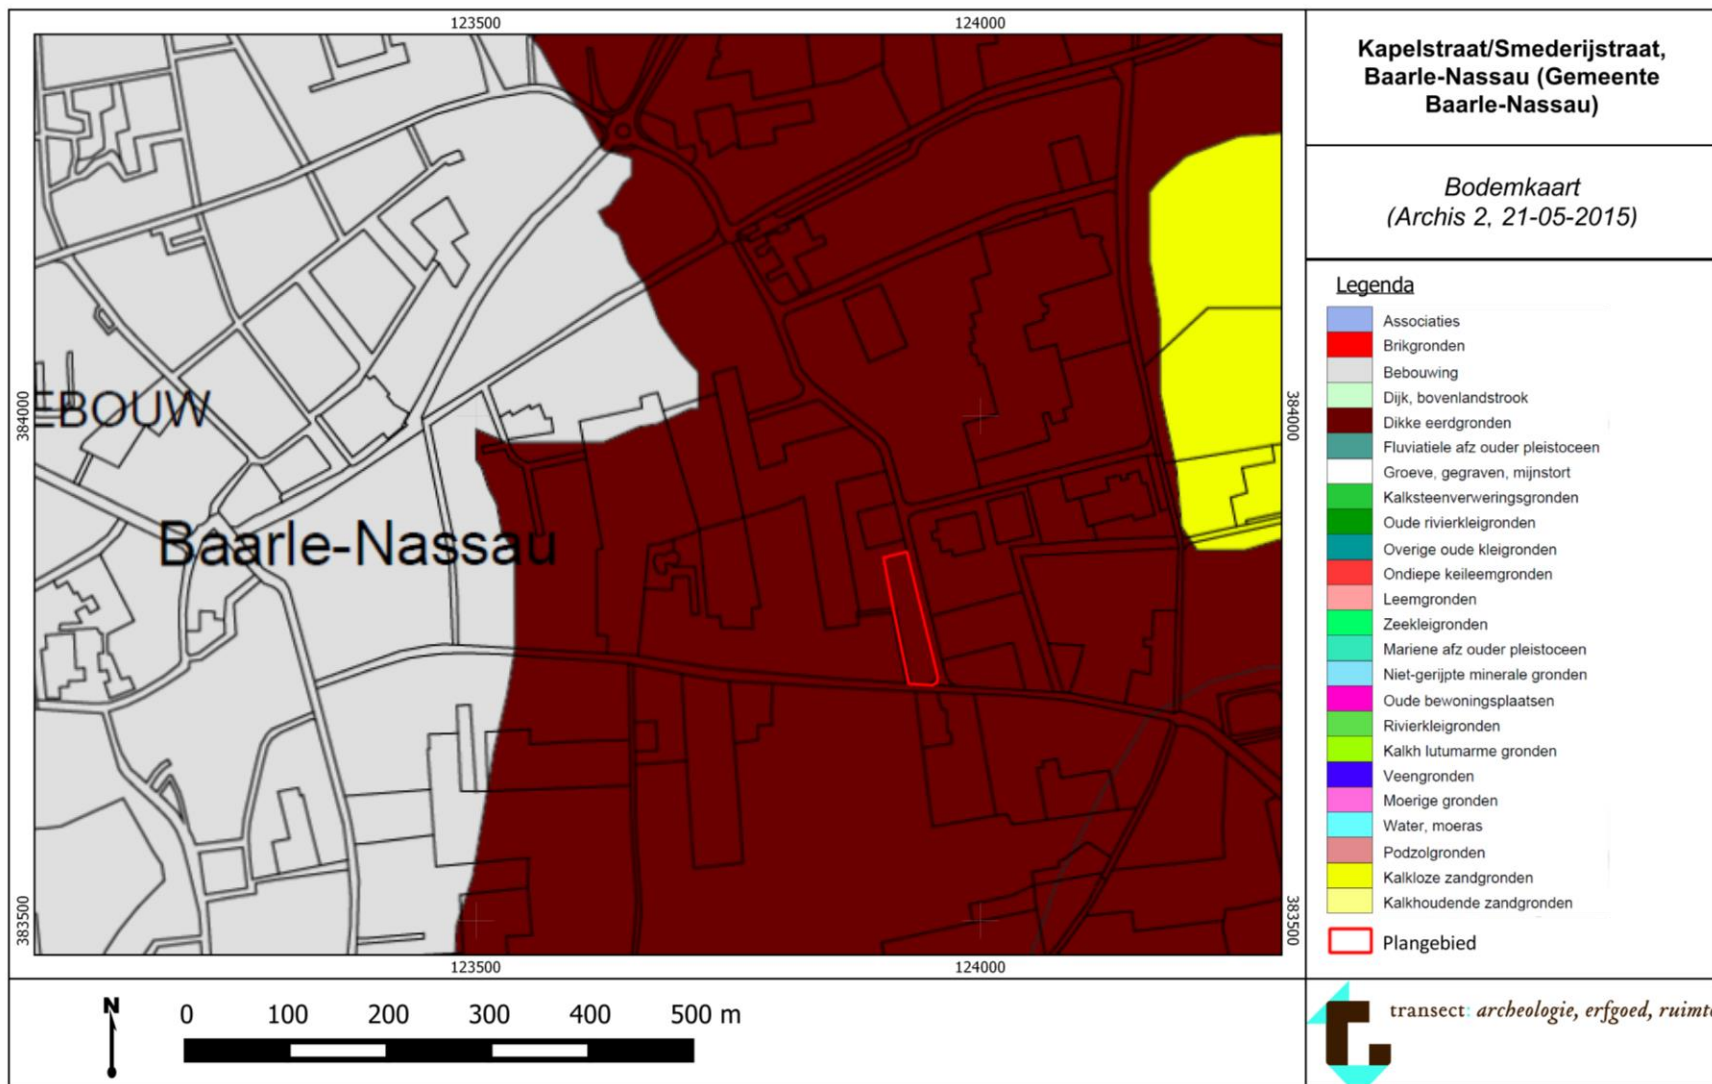 123500
124000
384000
383500
384000
383500
123500
124000
EBOUW
Baarle-Nassau
Kapelstraat/Smederijstraat,
Baarle-Nassau (Gemeente
Baarle-Nassau)
Bodemkaart
(Archis 2, 21-05-2015)
Legenda
Associaties
Brikgronden
Bebouwing
Dijk, bovenlandstrook
Dikke eerdgronden
Fluviatiele afz ouder pleistoceen
Groeve, gegraven, mijnstort
Kalksteenverweringsgronden
Oude rivierkleigronden
Overige oude kleigronden
Ondiepe keileemgronden
Leemgronden
Zeekleigronden
Mariene afz ouder pleistoceen
Niet-gerijpte minerale gronden
Oude bewoningsplaatsen
Rivierkleigronden
Kalkh lutumarme gronden
Veengronden
Moerige gronden
Water, moeras
Podzolgronden
Kalkloze zandgronden
Kalkhoudende zandgronden
Plangebied
N
0 100 200 300 400 500 m
transect: archeologie, erfgoed, ruimt